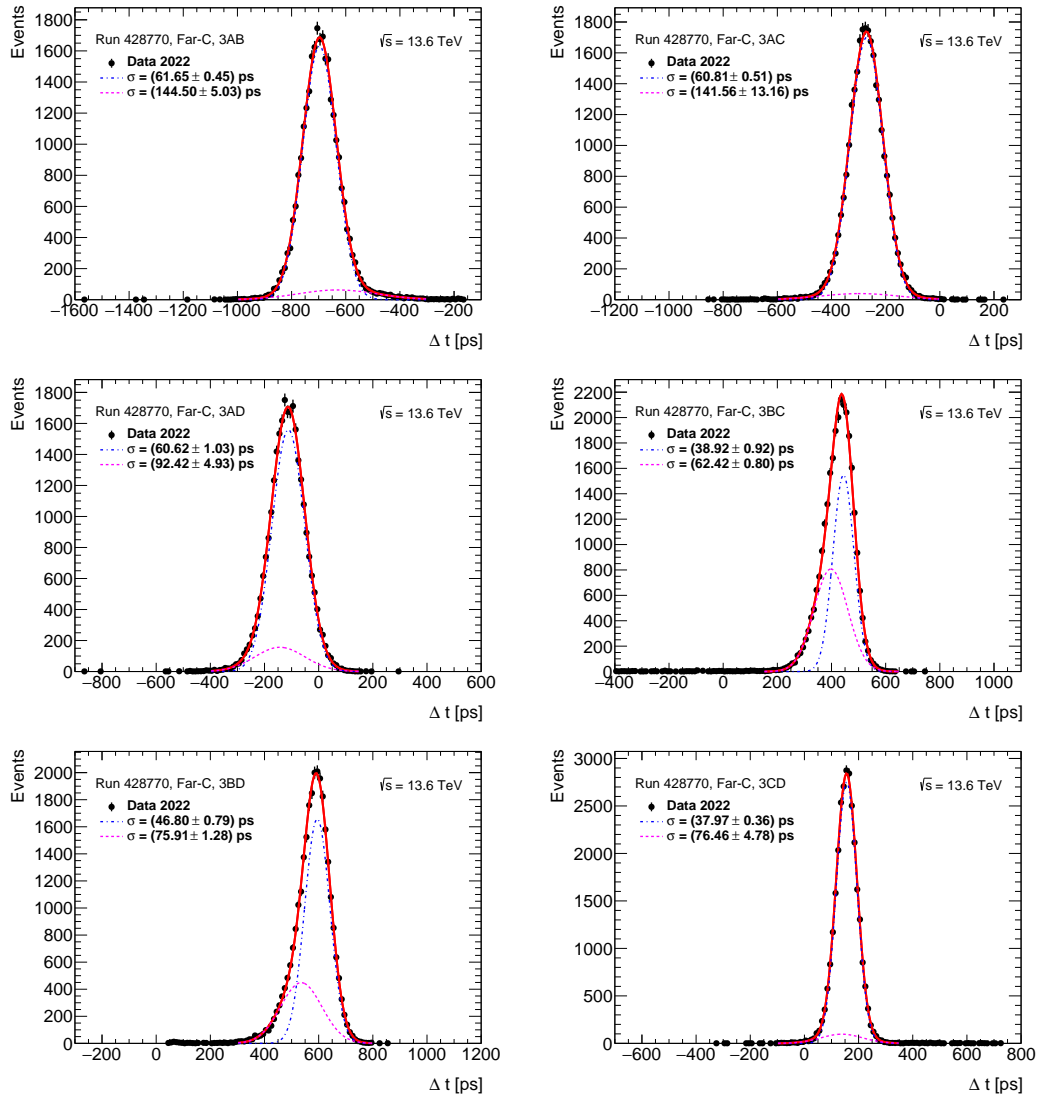 Events
1800
1600
1400
1200
1000
800
600
400
200
0
Run 428770, Far-C, 3AB
√s = 13.6 TeV
Data 2022
σ = (61.65 ± 0.45) ps
σ = (144.50 ± 5.03) ps
−1600 −1400 −1200 −1000 −800 −600 −400 −200
Δ t [ps]
Events
1800
1600
1400
1200
1000
800
600
400
200
0
Run 428770, Far-C, 3AC
√s = 13.6 TeV
Data 2022
σ = (60.81 ± 0.51) ps
σ = (141.56 ± 13.16) ps
−1200 −1000 −800 −600 −400 −200 0 200
Δ t [ps]
Events
1800
1600
1400
1200
1000
800
600
400
200
0
Run 428770, Far-C, 3AD
√s = 13.6 TeV
Data 2022
σ = (60.62 ± 1.03) ps
σ = (92.42 ± 4.93) ps
−800 −600 −400 −200 0 200 400 600
Δ t [ps]
Events
2200
2000
1800
1600
1400
1200
1000
800
600
400
200
0
Run 428770, Far-C, 3BC
√s = 13.6 TeV
Data 2022
σ = (38.92 ± 0.92) ps
σ = (62.42 ± 0.80) ps
−400 −200 0 200 400 600 800 1000
Δ t [ps]
Events
2000
1800
1600
1400
1200
1000
800
600
400
200
0
Run 428770, Far-C, 3BD
√s = 13.6 TeV
Data 2022
σ = (46.80 ± 0.79) ps
σ = (75.91 ± 1.28) ps
−200 0 200 400 600 800 1000 1200
Δ t [ps]
Events
3000
2500
2000
1500
1000
500
0
Run 428770, Far-C, 3CD
√s = 13.6 TeV
Data 2022
σ = (37.97 ± 0.36) ps
σ = (76.46 ± 4.78) ps
−600 −400 −200 0 200 400 600 800
Δ t [ps]